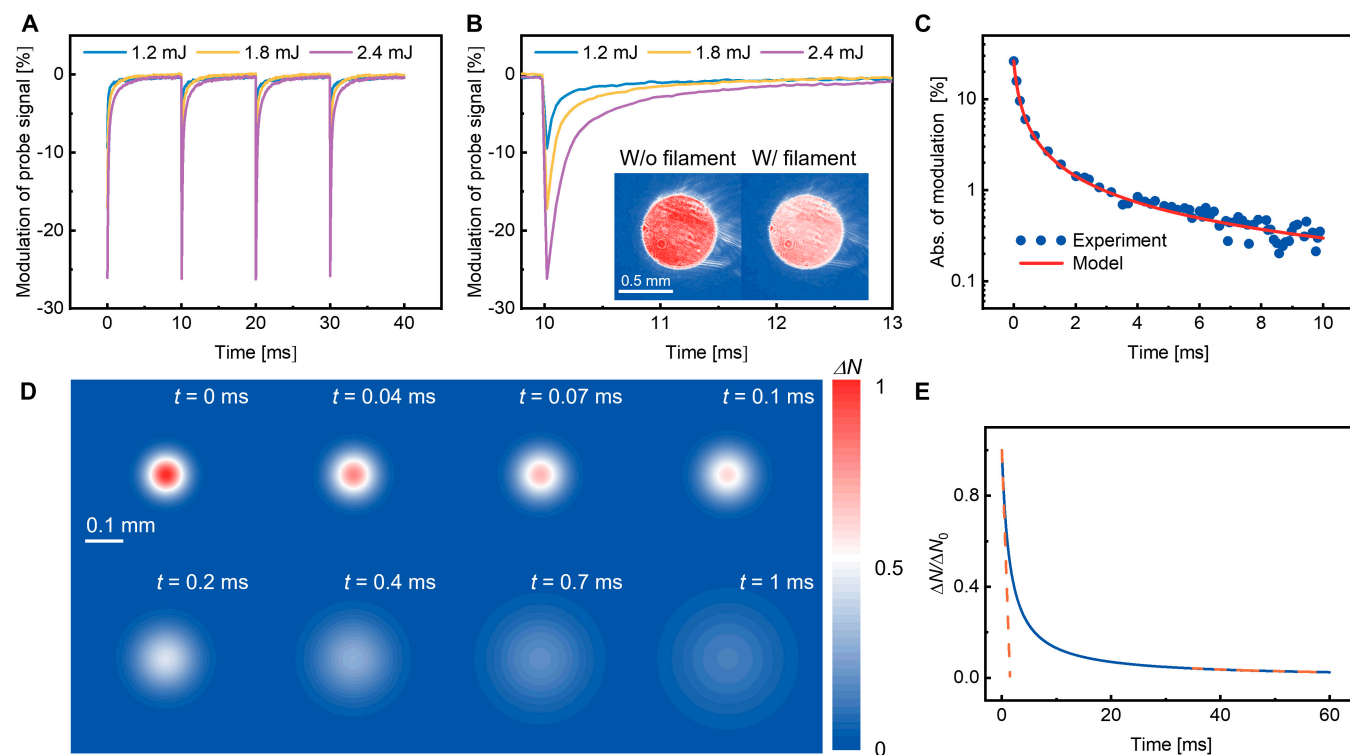 A
1.2 mJ 1.8 mJ 2.4 mJ
Modulation of probe signal [%]
0
-10
-20
-30
0 10 20 30 40
Time [ms]
B
1.2 mJ 1.8 mJ 2.4 mJ
Modulation of probe signal [%]
0
-10
-20
-30
W/o filament W/ filament
0.5 mm
10 11 12 13
Time [ms]
C
Abs. of modulation [%]
10
1
0.1
Experiment
Model
0 2 4 6 8 10
Time [ms]
D
t = 0 ms t = 0.04 ms t = 0.07 ms t = 0.1 ms
0.1 mm
t = 0.2 ms t = 0.4 ms t = 0.7 ms t = 1 ms
ΔN
1
0.5
0
E
ΔN/ΔN₀
0.8
0.4
0.0
0 20 40 60
Time [ms]